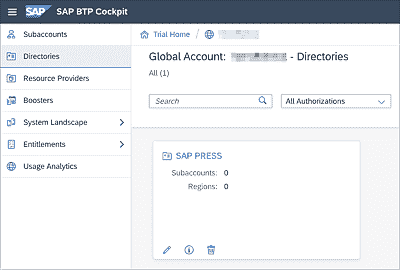 SAP SAP BTP Cockpit
Subaccounts
Directories
Resource Providers
Boosters
System Landscape
Entitlements
Usage Analytics
Trial Home /
Global Account: - Directories
All (1)
Search
All Authorizations
SAP PRESS
Subaccounts: 0
Regions: 0